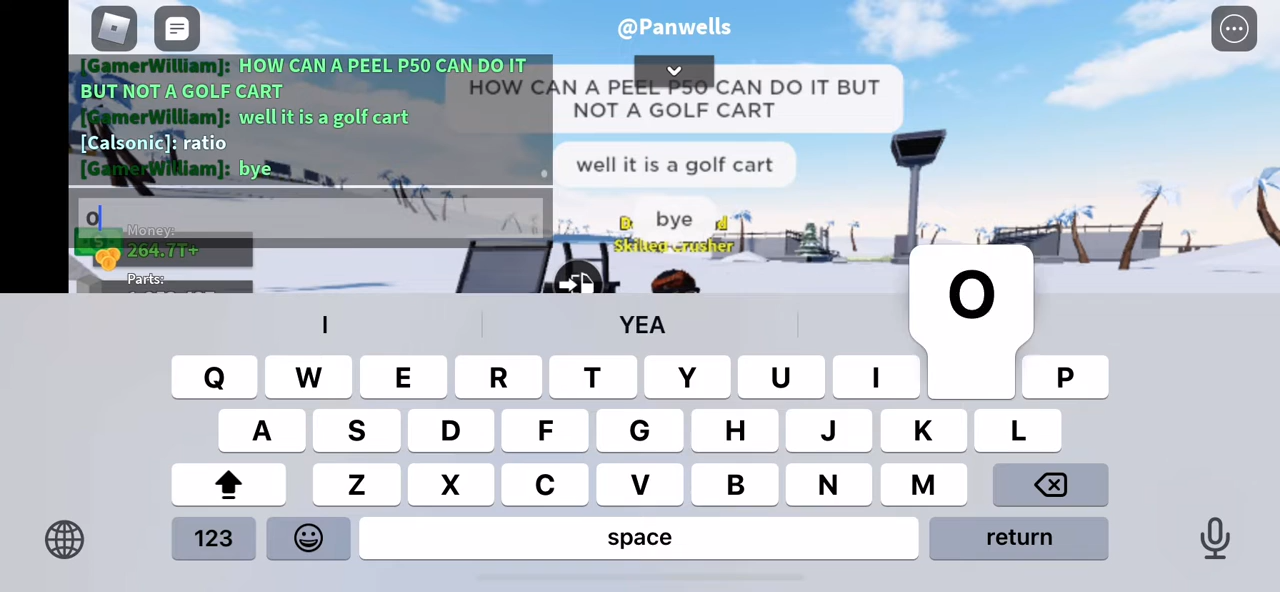 @Panwells
[GamerWilliam]: HOW CAN A PEEL P50 CAN DO IT
BUT NOT A GOLF CART
[GamerWilliam]: well it is a golf cart
[Calsonic]: ratio
[GamerWilliam]: bye
HOW CAN A PEEL P50 CAN DO IT BUT
NOT A GOLF CART
well it is a golf cart
bye
o
Money:
264.7T+
Parts:
Skilled Crusher
I YEA
O
Q W E R T Y U I P
A S D F G H J K L
Z X C V B N M
123 space return